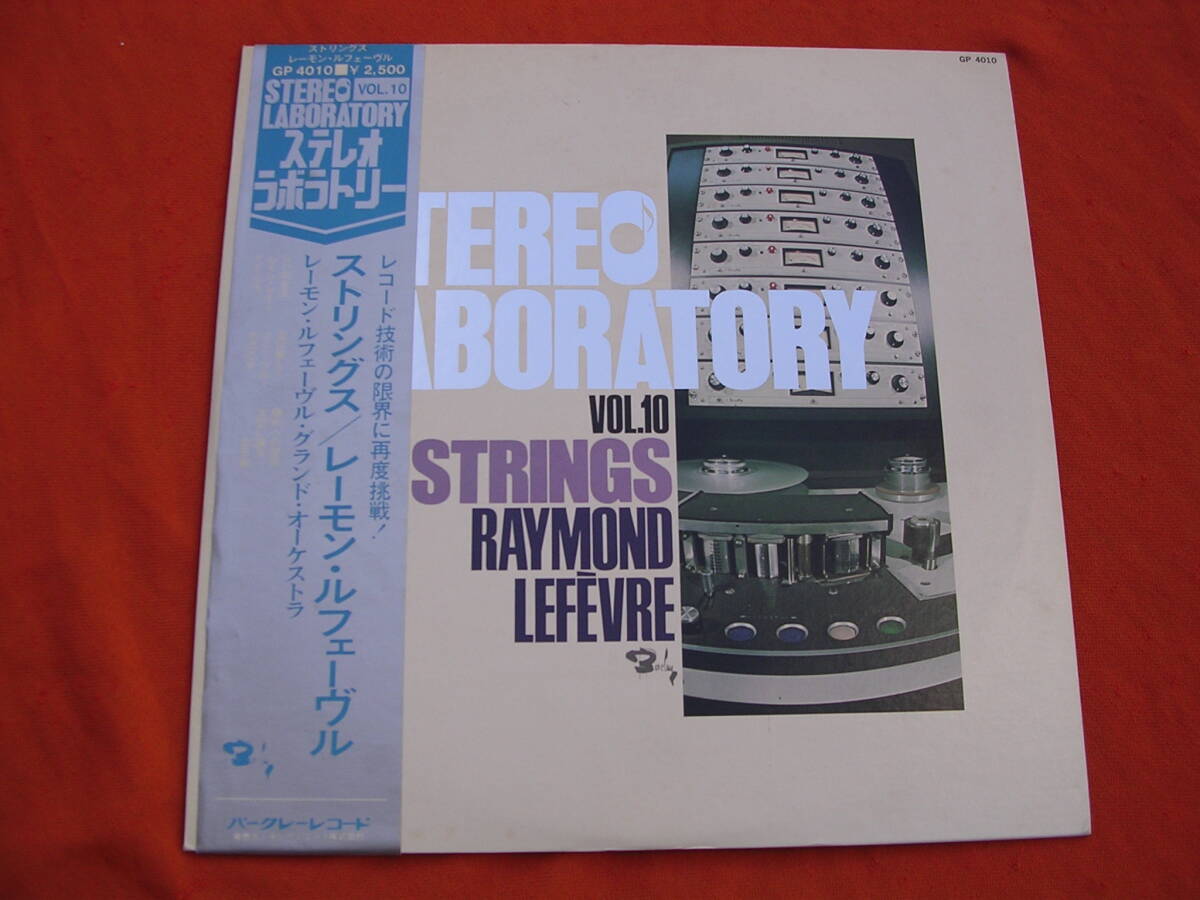 ストリングス
レーモン・ルフェーヴル
GP 4010 ¥2,500
STEREO VOL.10
LABORATORY
ステレオ
ラボラトリー
レコード技術の限界に再度挑戦!
ストリングス//レーモン・ルフェーヴル
レーモン・ルフェーヴル・グランド・オーケストラ
バークレーレコード
GP 4010
TEREO
ABORATORY
VOL.10
STRINGS
RAYMOND
LEFÈVRE
Barclay